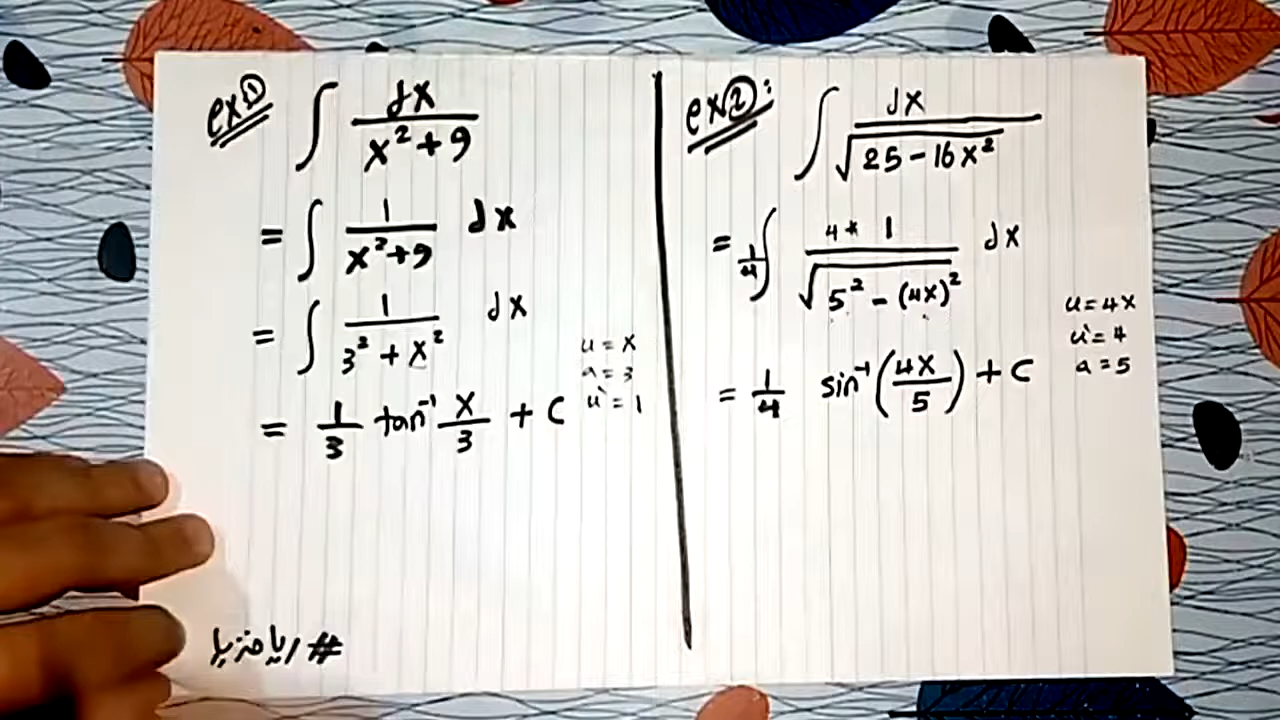 ex①
∫ dx / (x² + 9)
= ∫ 1 / (x² + 9) dx
= ∫ 1 / (3² + x²) dx
u = x
a = 3
u` = 1
= 1/3 tan⁻¹ x/3 + C
ex②:
∫ dx / √(25 - 16x²)
= 1/4 ∫ 4 * 1 / √(5² - (4x)²) dx
u = 4x
u` = 4
a = 5
= 1/4 sin⁻¹ (4x/5) + C